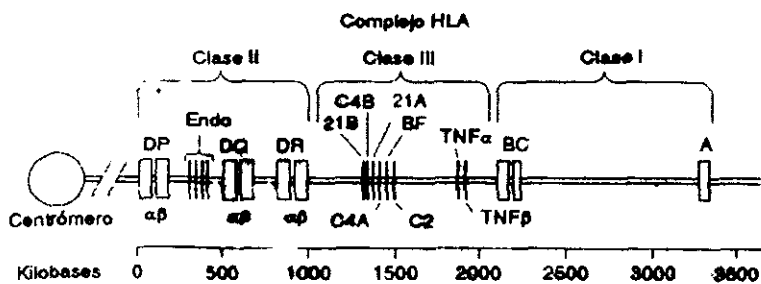 Complejo HLA
Clase II Clase III Clase I
C4B 21A
21B BF
DP Endo DQ DR TNFα BC A
Centrómero αβ αβ αβ C4A C2 TNFβ
Kilobases 0 500 1000 1500 2000 2500 3000 3500